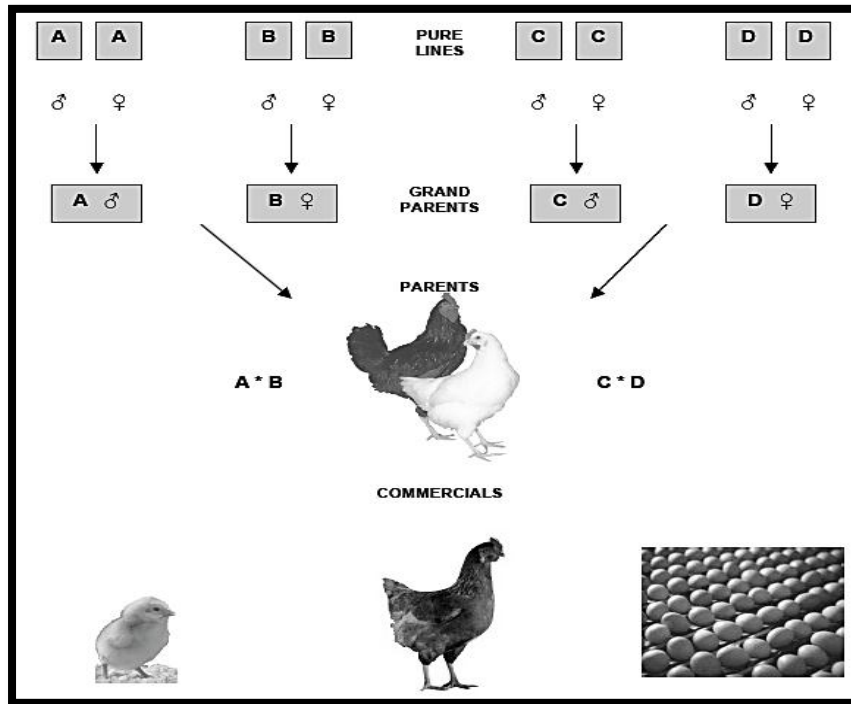 A A B B PURE LINES C C D D
♂ ♀ ♂ ♀ ♂ ♀ ♂ ♀
A ♂ B ♀ GRAND PARENTS C ♂ D ♀
PARENTS
A * B C * D
COMMERCIALS